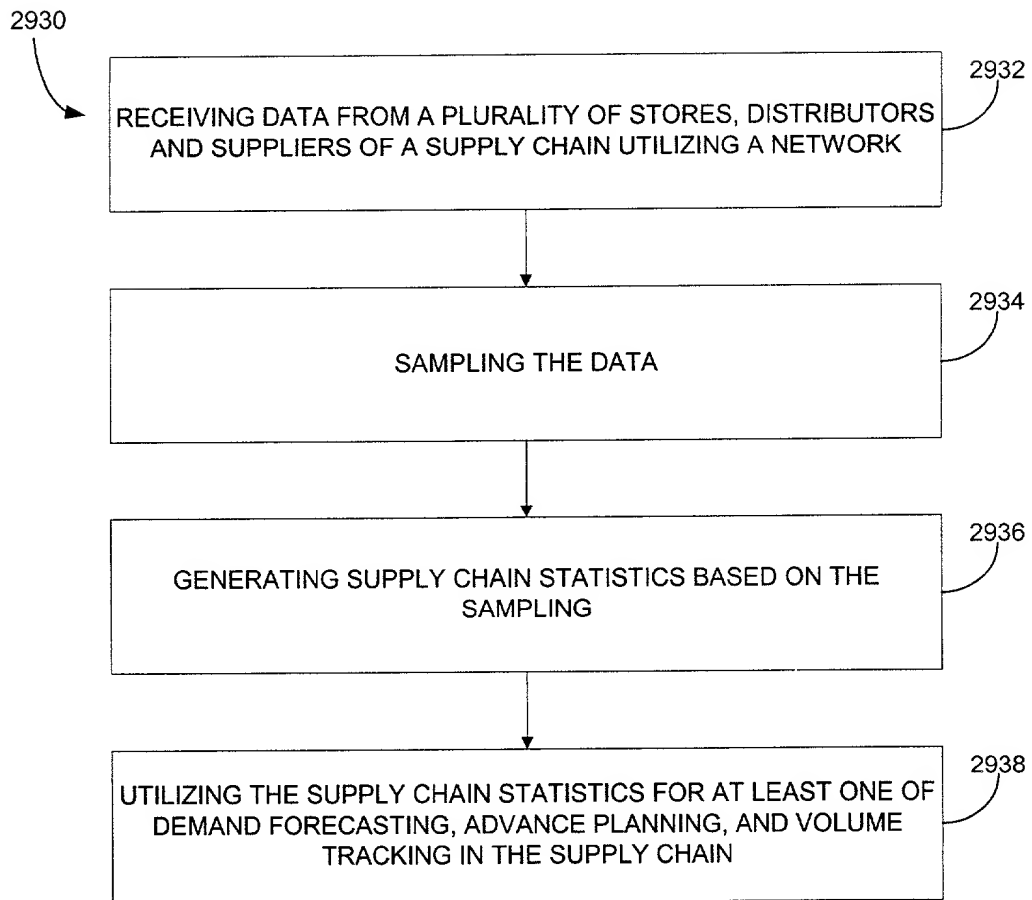 2930
2932
RECEIVING DATA FROM A PLURALITY OF STORES, DISTRIBUTORS
AND SUPPLIERS OF A SUPPLY CHAIN UTILIZING A NETWORK
2934
SAMPLING THE DATA
2936
GENERATING SUPPLY CHAIN STATISTICS BASED ON THE
SAMPLING
2938
UTILIZING THE SUPPLY CHAIN STATISTICS FOR AT LEAST ONE OF
DEMAND FORECASTING, ADVANCE PLANNING, AND VOLUME
TRACKING IN THE SUPPLY CHAIN